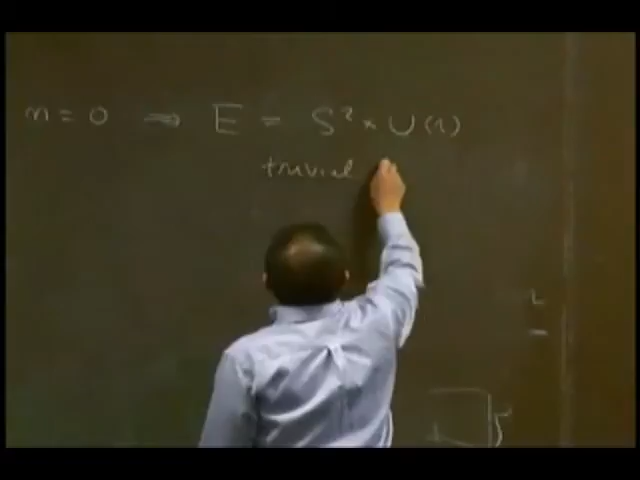 n = 0 ⇒ E = S² × U(1)
trivial